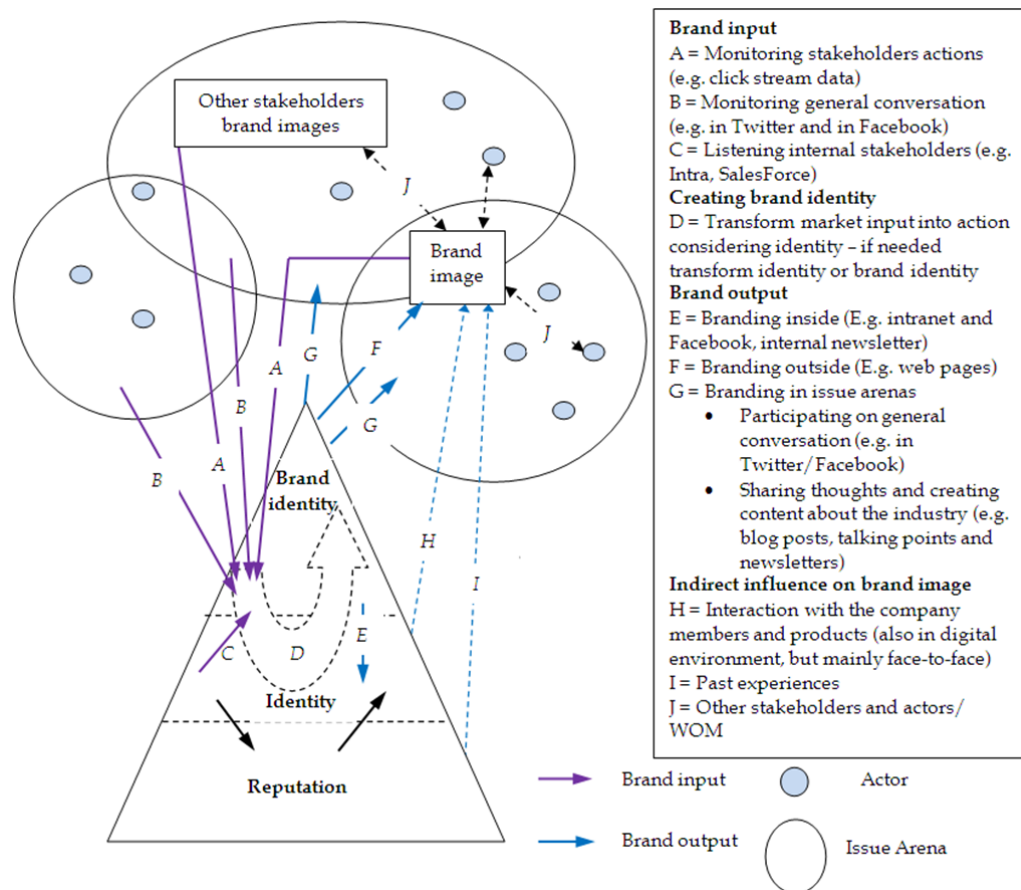 Other stakeholders
brand images
J
Brand
image
J
G
F
A
G
B
A
B
Brand
identity
H
I
E
C
D
Identity
Reputation
Brand input
A = Monitoring stakeholders actions
(e.g. click stream data)
B = Monitoring general conversation
(e.g. in Twitter and in Facebook)
C = Listening internal stakeholders (e.g.
Intra, SalesForce)
Creating brand identity
D = Transform market input into action
considering identity – if needed
transform identity or brand identity
Brand output
E = Branding inside (E.g. intranet and
Facebook, internal newsletter)
F = Branding outside (E.g. web pages)
G = Branding in issue arenas
• Participating on general
conversation (e.g. in
Twitter/Facebook)
• Sharing thoughts and creating
content about the industry (e.g.
blog posts, talking points and
newsletters)
Indirect influence on brand image
H = Interaction with the company
members and products (also in digital
environment, but mainly face-to-face)
I = Past experiences
J = Other stakeholders and actors/
WOM
Brand input
Actor
Brand output
Issue Arena